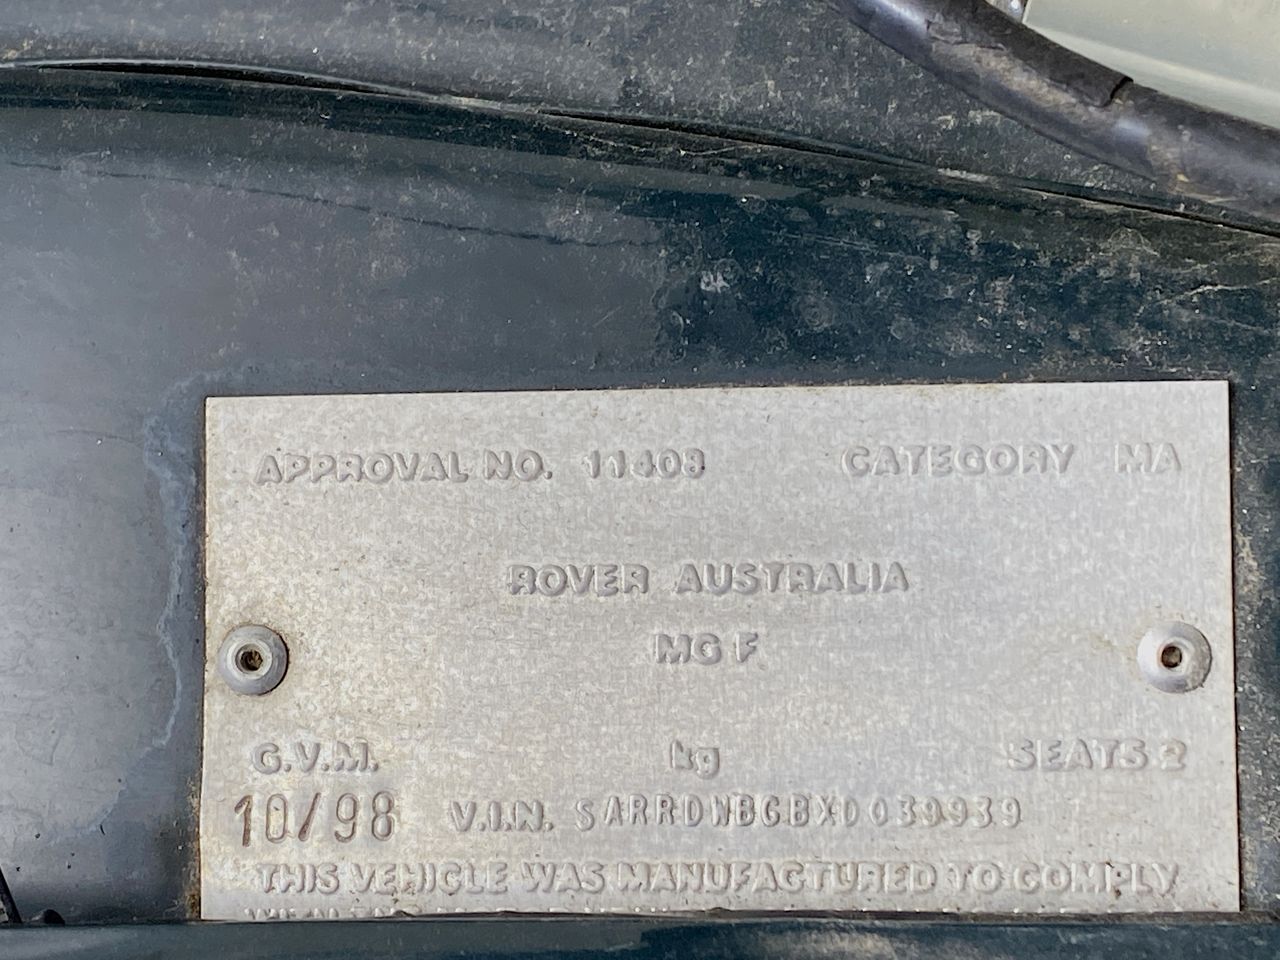 APPROVAL NO. 11408 CATEGORY MA
ROVER AUSTRALIA
MG F
G.V.M. kg SEATS 2
10/98 V.I.N. SARRDWBGBXD039939
THIS VEHICLE WAS MANUFACTURED TO COMPLY